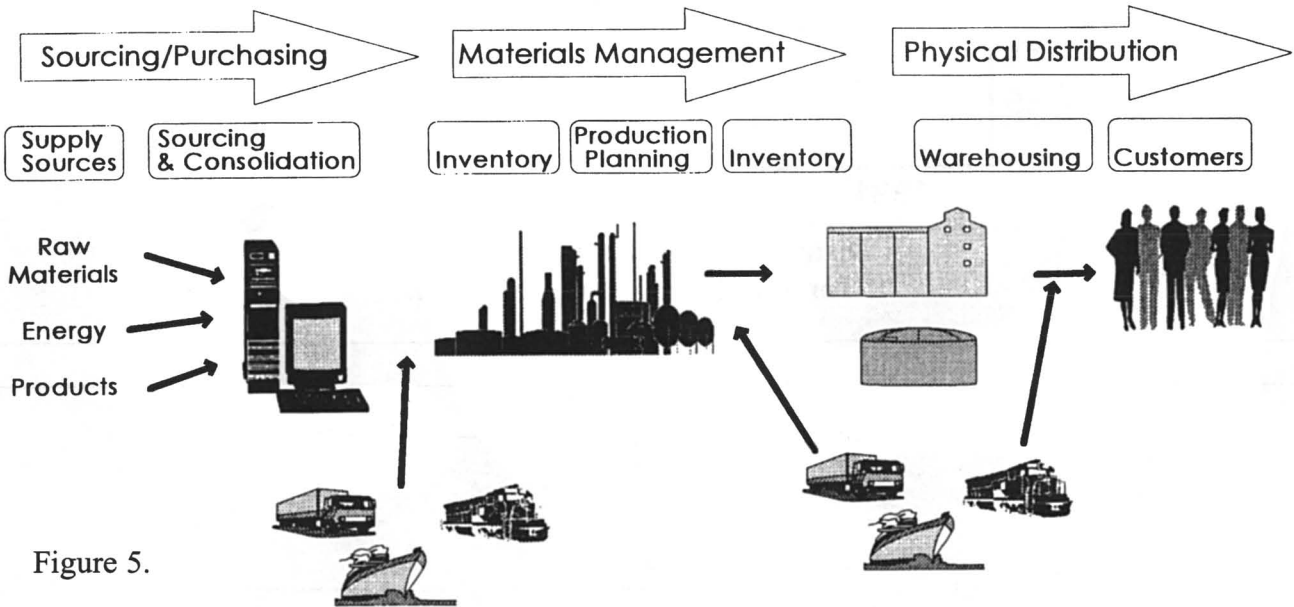 Sourcing/Purchasing
Materials Management
Physical Distribution
Supply
Sources
Sourcing
& Consolidation
Inventory
Production
Planning
Inventory
Warehousing
Customers
Raw
Materials
Energy
Products
Figure 5.